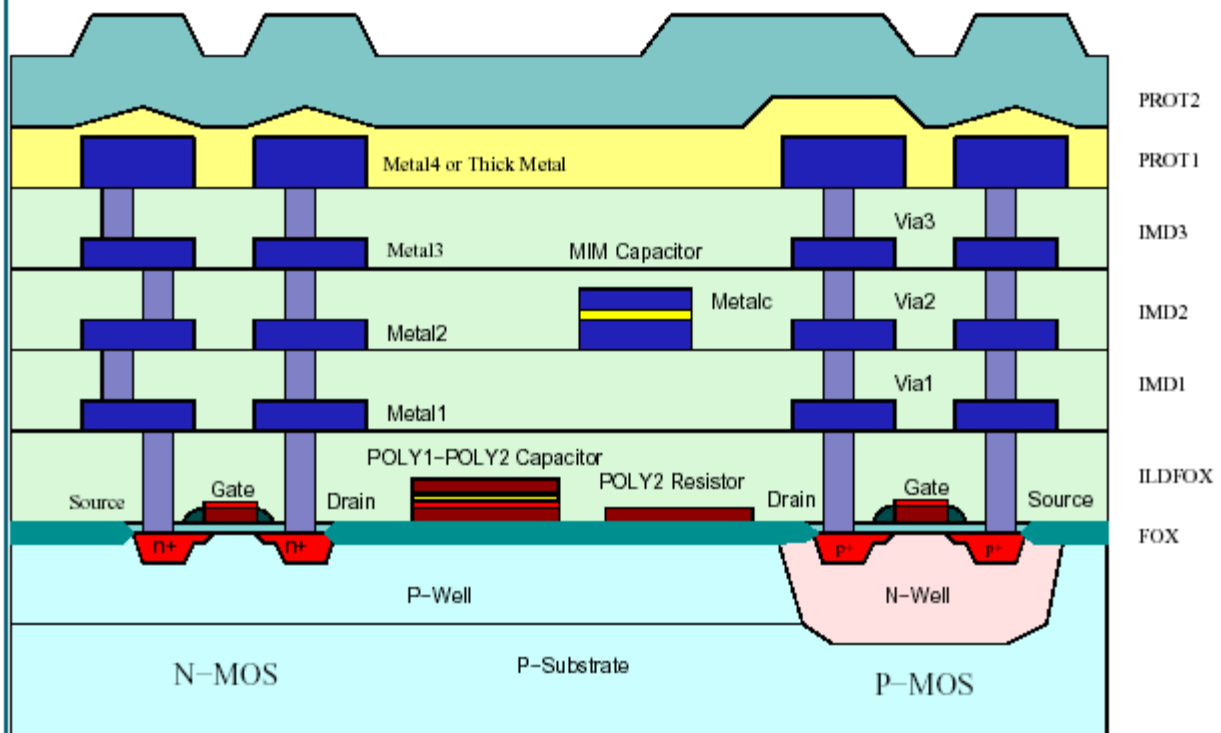 PROT2
Metal4 or Thick Metal
PROT1
Via3
IMD3
Metal3
MIM Capacitor
Metalc
Via2
IMD2
Metal2
Via1
IMD1
Metal1
POLY1-POLY2 Capacitor
POLY2 Resistor
ILDFOX
Source
Gate
Drain
Drain
Gate
Source
FOX
n+
n+
p+
p+
P-Well
N-Well
P-Substrate
N-MOS
P-MOS